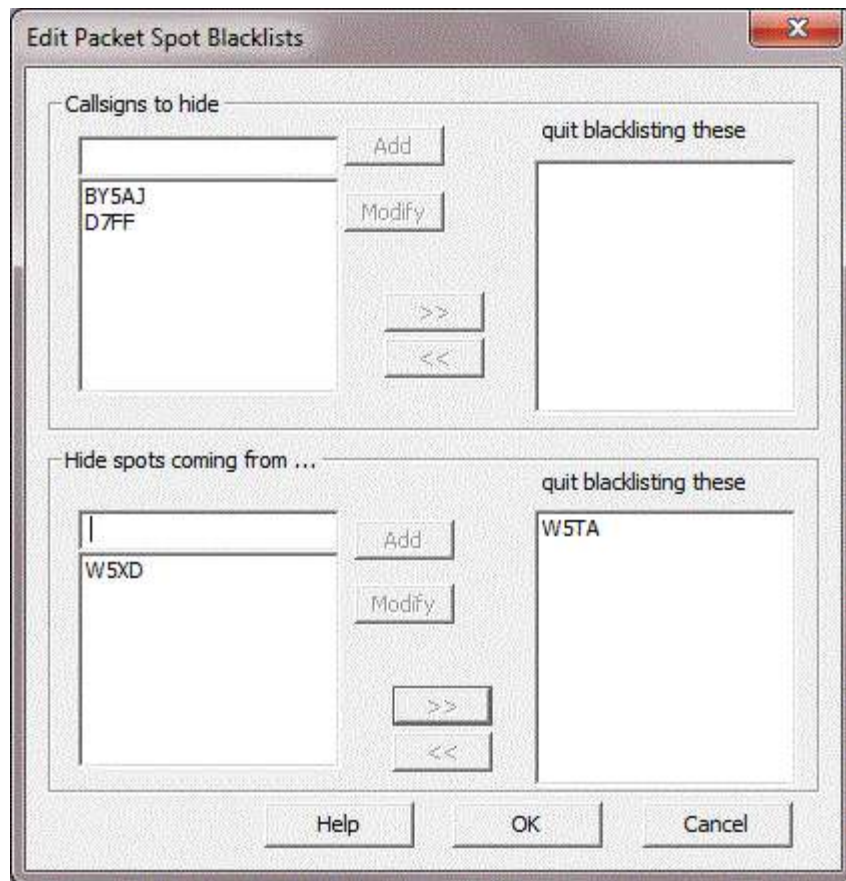 Edit Packet Spot Blacklists
Callsigns to hide
quit blacklisting these
Add
BY5AJ
D7FF
Modify
>>
<<
Hide spots coming from ...
quit blacklisting these
Add
W5TA
W5XD
Modify
>>
<<
Help OK Cancel